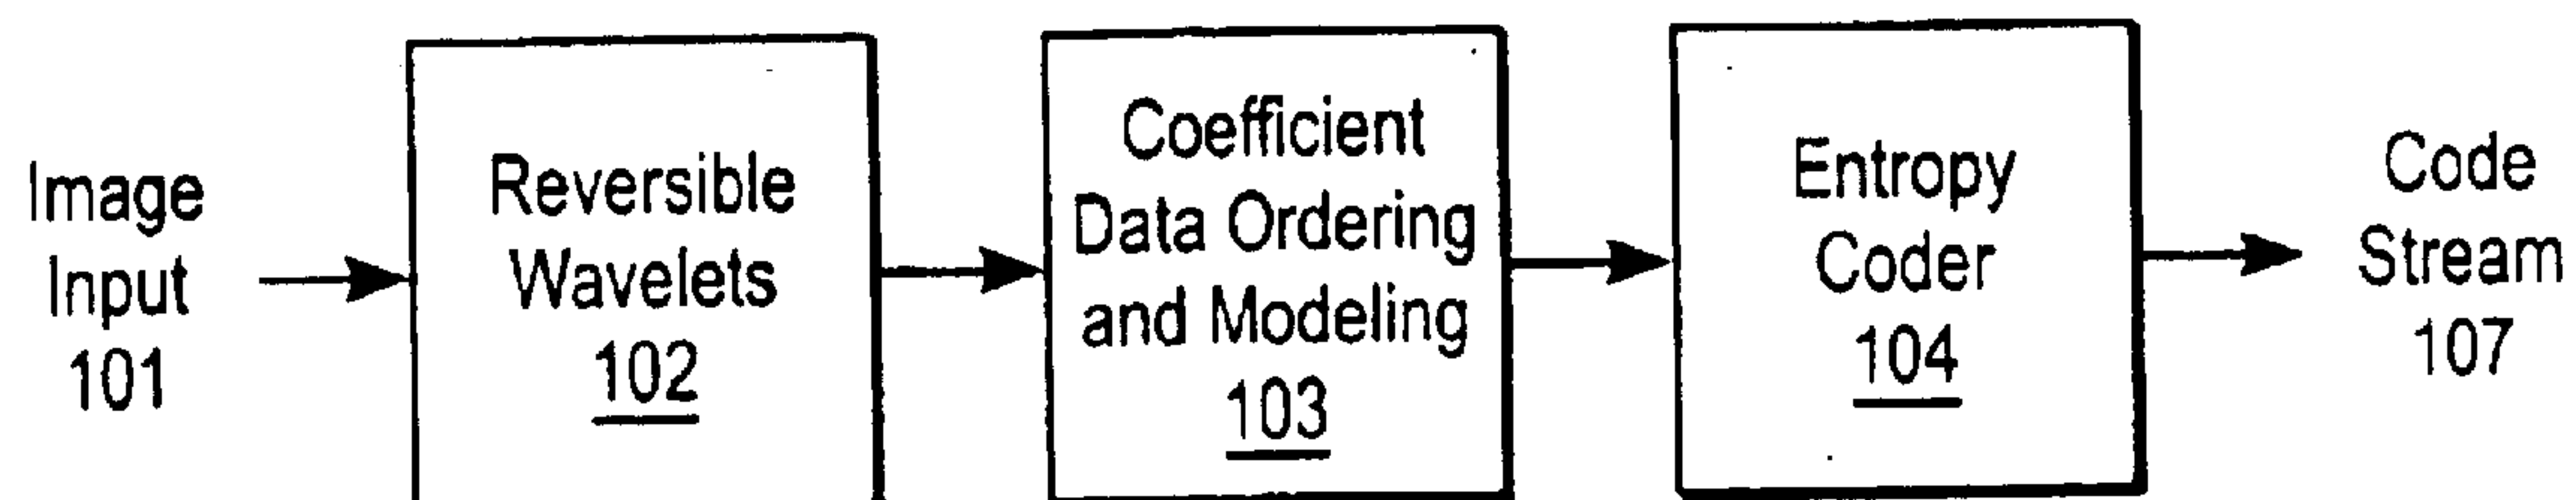 Image
Input
101
Reversible
Wavelets
102
Coefficient
Data Ordering
and Modeling
103
Entropy
Coder
104
Code
Stream
107